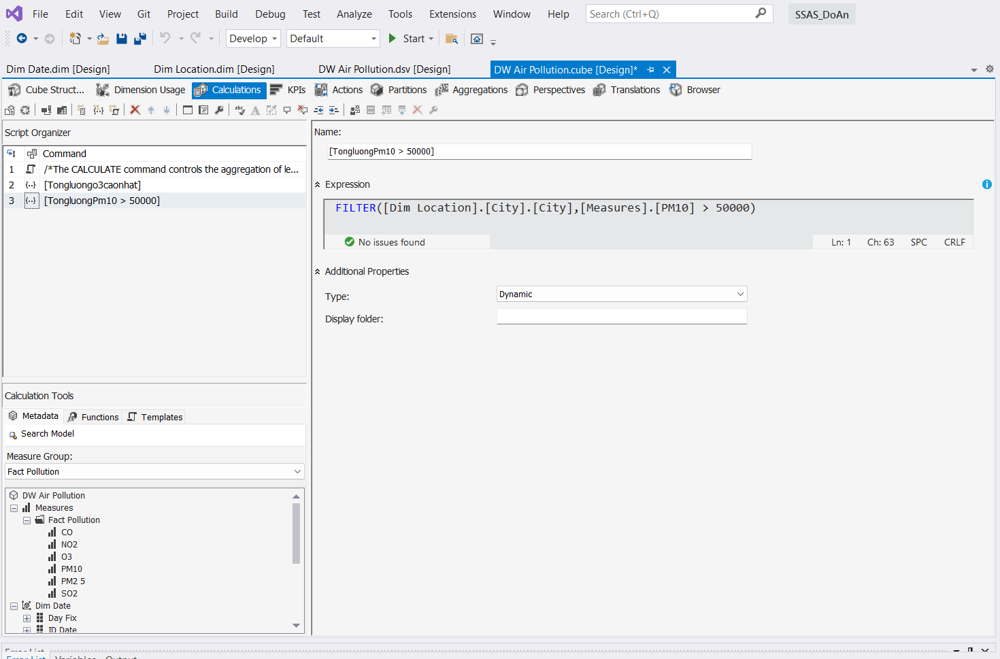 File Edit View Git Project Build Debug Test Analyze Tools Extensions Window Help Search (Ctrl+Q) SSAS_DoAn
Develop Default Start
Dim Date.dim [Design] Dim Location.dim [Design] DW Air Pollution.dsv [Design] DW Air Pollution.cube [Design]*
Cube Struct... Dimension Usage Calculations KPIs Actions Partitions Aggregations Perspectives Translations Browser
Script Organizer
Command
1 /*The CALCULATE command controls the aggregation of le...
2 [Tongluongo3caonhat]
3 [TongluongPm10 > 50000]
Name:
[TongluongPm10 > 50000]
Expression
FILTER([Dim Location].[City].[City],[Measures].[PM10] > 50000)
No issues found Ln: 1 Ch: 63 SPC CRLF
Additional Properties
Type: Dynamic
Display folder:
Calculation Tools
Metadata Functions Templates
Search Model
Measure Group:
Fact Pollution
DW Air Pollution
Measures
Fact Pollution
CO
NO2
O3
PM10
PM2 5
SO2
Dim Date
Day Fix
ID Date
Error List
Error List Variables Output